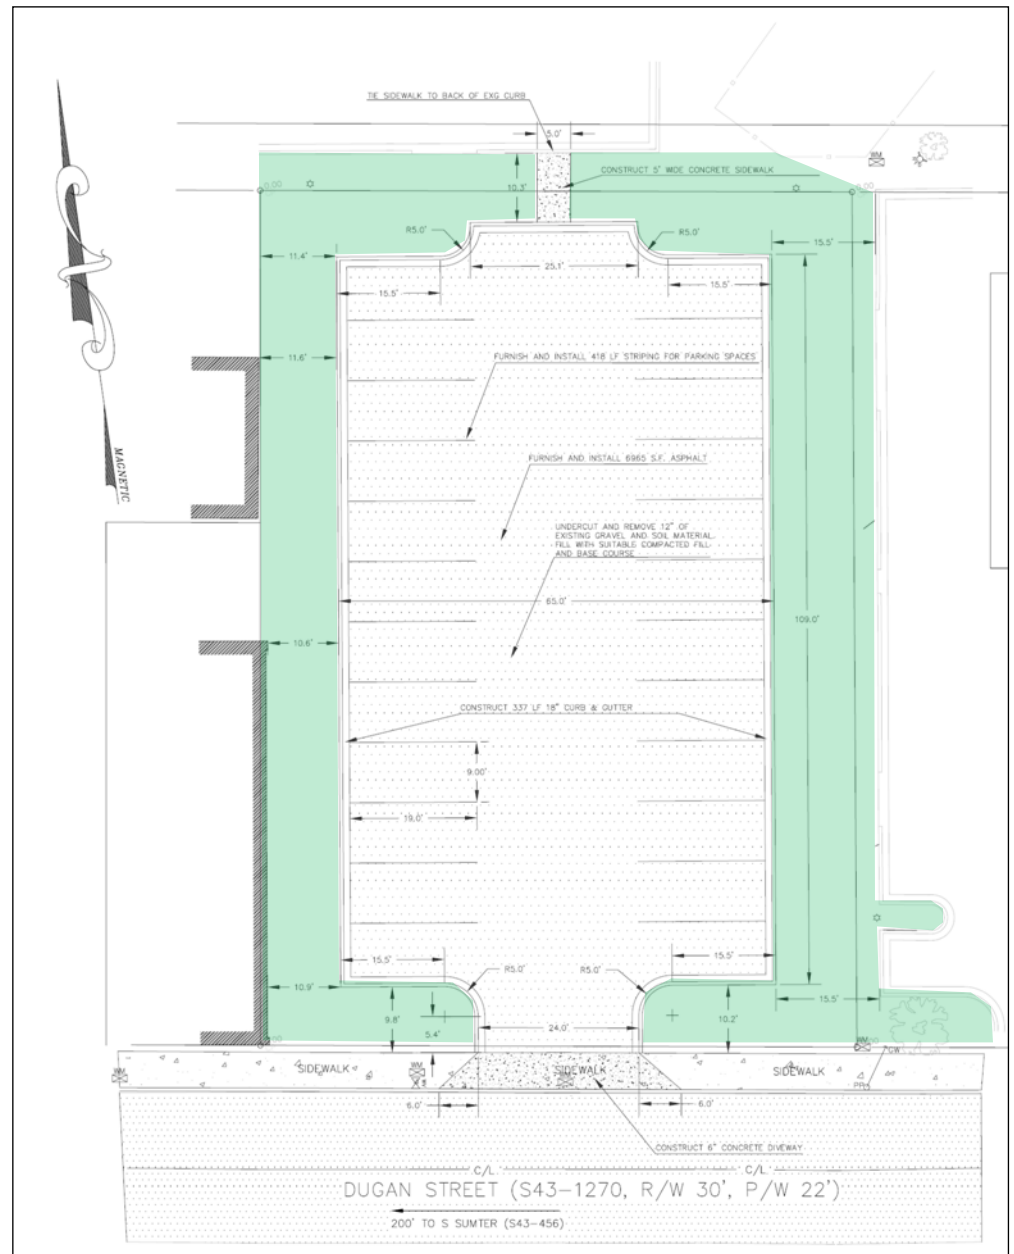 TIE SIDEWALK TO BACK OF EXG CURB
5.0'
WM
CONSTRUCT 5' WIDE CONCRETE SIDEWALK
10.3'
R5.0'
R5.0'
15.5'
11.4'
25.1'
15.5'
15.5'
11.6'
FURNISH AND INSTALL 418 LF STRIPING FOR PARKING SPACES
MAGNETIC
FURNISH AND INSTALL 6965 S.F. ASPHALT
UNDERCUT AND REMOVE 12" OF
EXISTING GRAVEL AND SOIL MATERIAL.
FILL WITH SUITABLE COMPACTED FILL
AND BASE COURSE
65.0'
109.0'
10.6'
CONSTRUCT 337 LF 18" CURB & GUTTER
9.00'
19.0'
15.5'
15.5'
R5.0'
R5.0'
10.9'
15.5'
9.8'
10.2'
5.4'
24.0'
WM
GW
WM
SIDEWALK
WM
SIDEWALK
SIDEWALK
PP
6.0'
6.0'
CONSTRUCT 6" CONCRETE DIVEWAY
C/L
C/L
DUGAN STREET (S43-1270, R/W 30', P/W 22')
200' TO S SUMTER (S43-456)